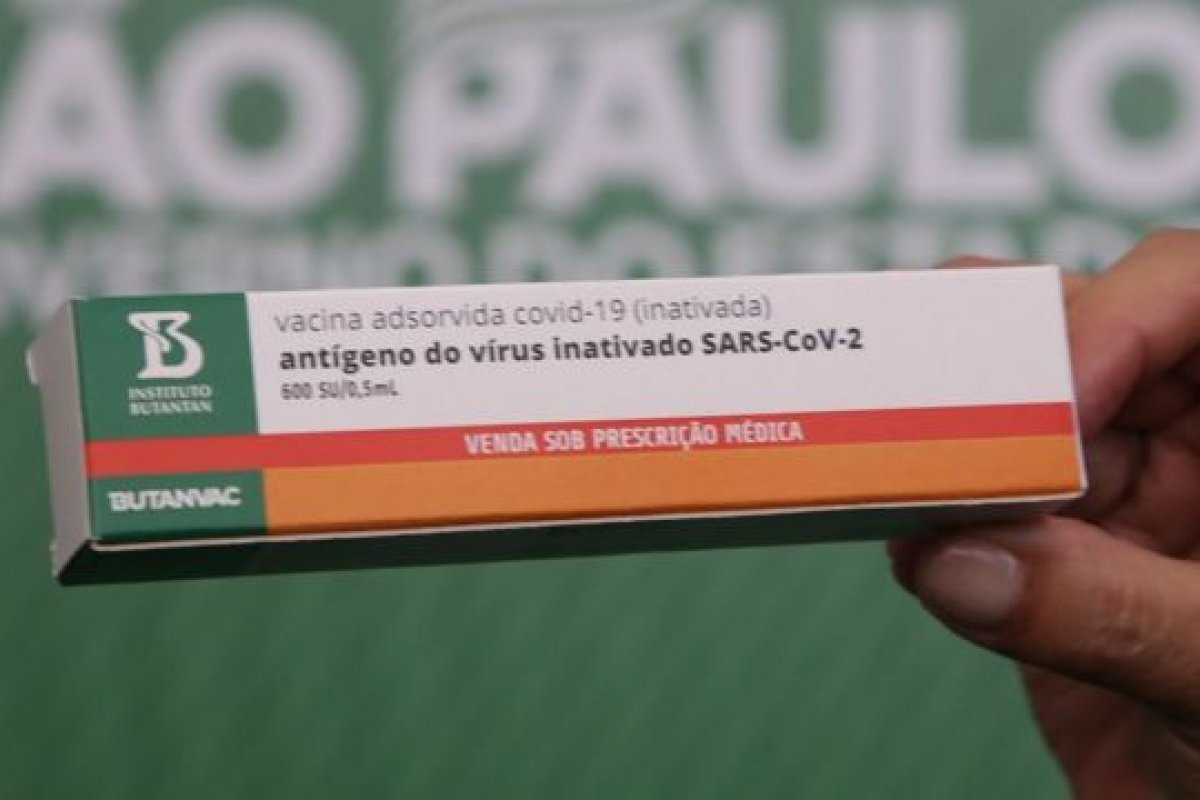 ÃO PAULO
vacina adsorvida covid-19 (inativada)
antígeno do vírus inativado SARS-CoV-2
600 SU/0,5mL
INSTITUTO
BUTANTAN
VENDA SOB PRESCRIÇÃO MÉDICA
BUTANVAC